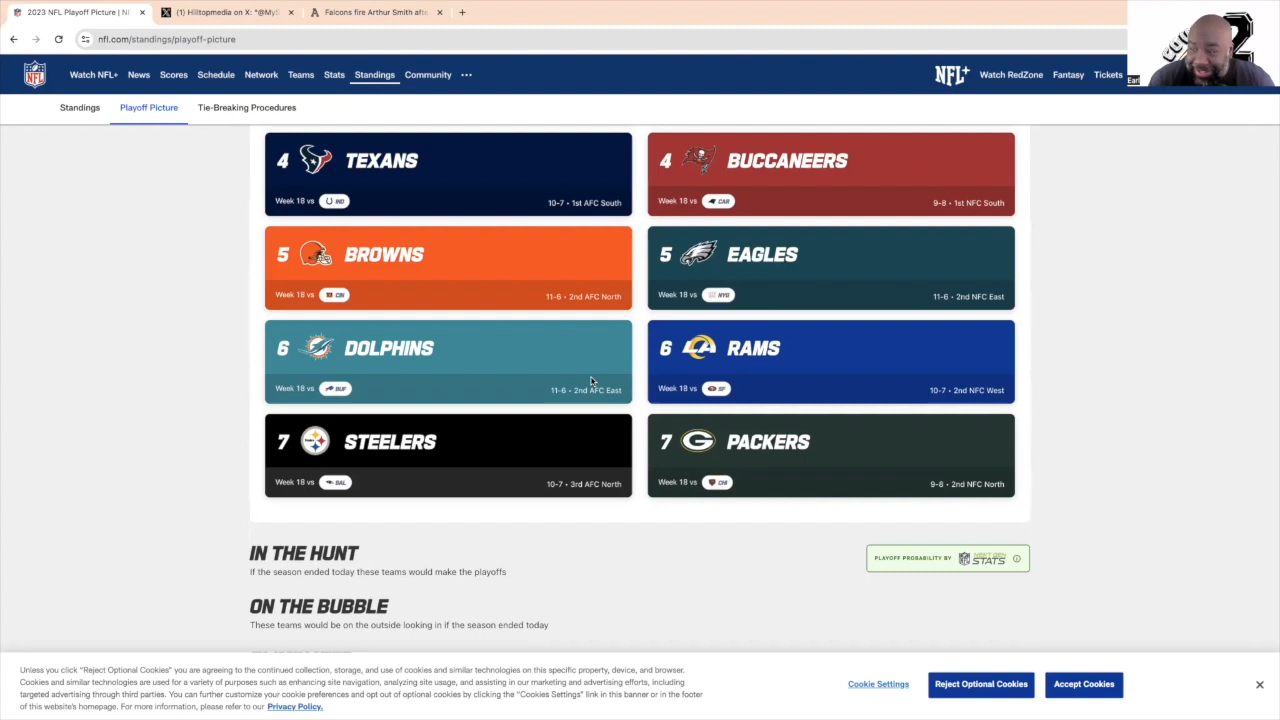 2023 NFL Playoff Picture | NI
(1) Hilltopmedia on X: "@MyS
Falcons fire Arthur Smith afte
nfl.com/standings/playoff-picture
NFL
Watch NFL+ News Scores Schedule Network Teams Stats Standings Community
NFL+ Watch RedZone Fantasy Tickets
Earl
2
Standings Playoff Picture Tie-Breaking Procedures
4 TEXANS
Week 18 vs IND
10-7 • 1st AFC South
4 BUCCANEERS
Week 18 vs CAR
9-8 • 1st NFC South
5 BROWNS
Week 18 vs CIN
11-6 • 2nd AFC North
5 EAGLES
Week 18 vs NYG
11-6 • 2nd NFC East
6 DOLPHINS
Week 18 vs BUF
11-6 • 2nd AFC East
6 RAMS
Week 18 vs SF
10-7 • 2nd NFC West
7 STEELERS
Week 18 vs BAL
10-7 • 3rd AFC North
7 PACKERS
Week 18 vs CHI
9-8 • 2nd NFC North
IN THE HUNT
If the season ended today these teams would make the playoffs
PLAYOFF PROBABILITY BY NEXT GEN STATS
ON THE BUBBLE
These teams would be on the outside looking in if the season ended today
Unless you click "Reject Optional Cookies" you are agreeing to the continued collection, storage, and use of cookies and similar technologies on this specific property, device, and browser.
Cookies and similar technologies are used for a variety of purposes such as enhancing site navigation, analyzing site usage, and assisting in our marketing and advertising efforts, including
targeted advertising through third parties. You can further customize your cookie preferences and opt out of optional cookies by clicking the "Cookies Settings" link in this banner or in the footer
of this website's homepage. For more information, please refer to our Privacy Policy.
Cookie Settings
Reject Optional Cookies
Accept Cookies